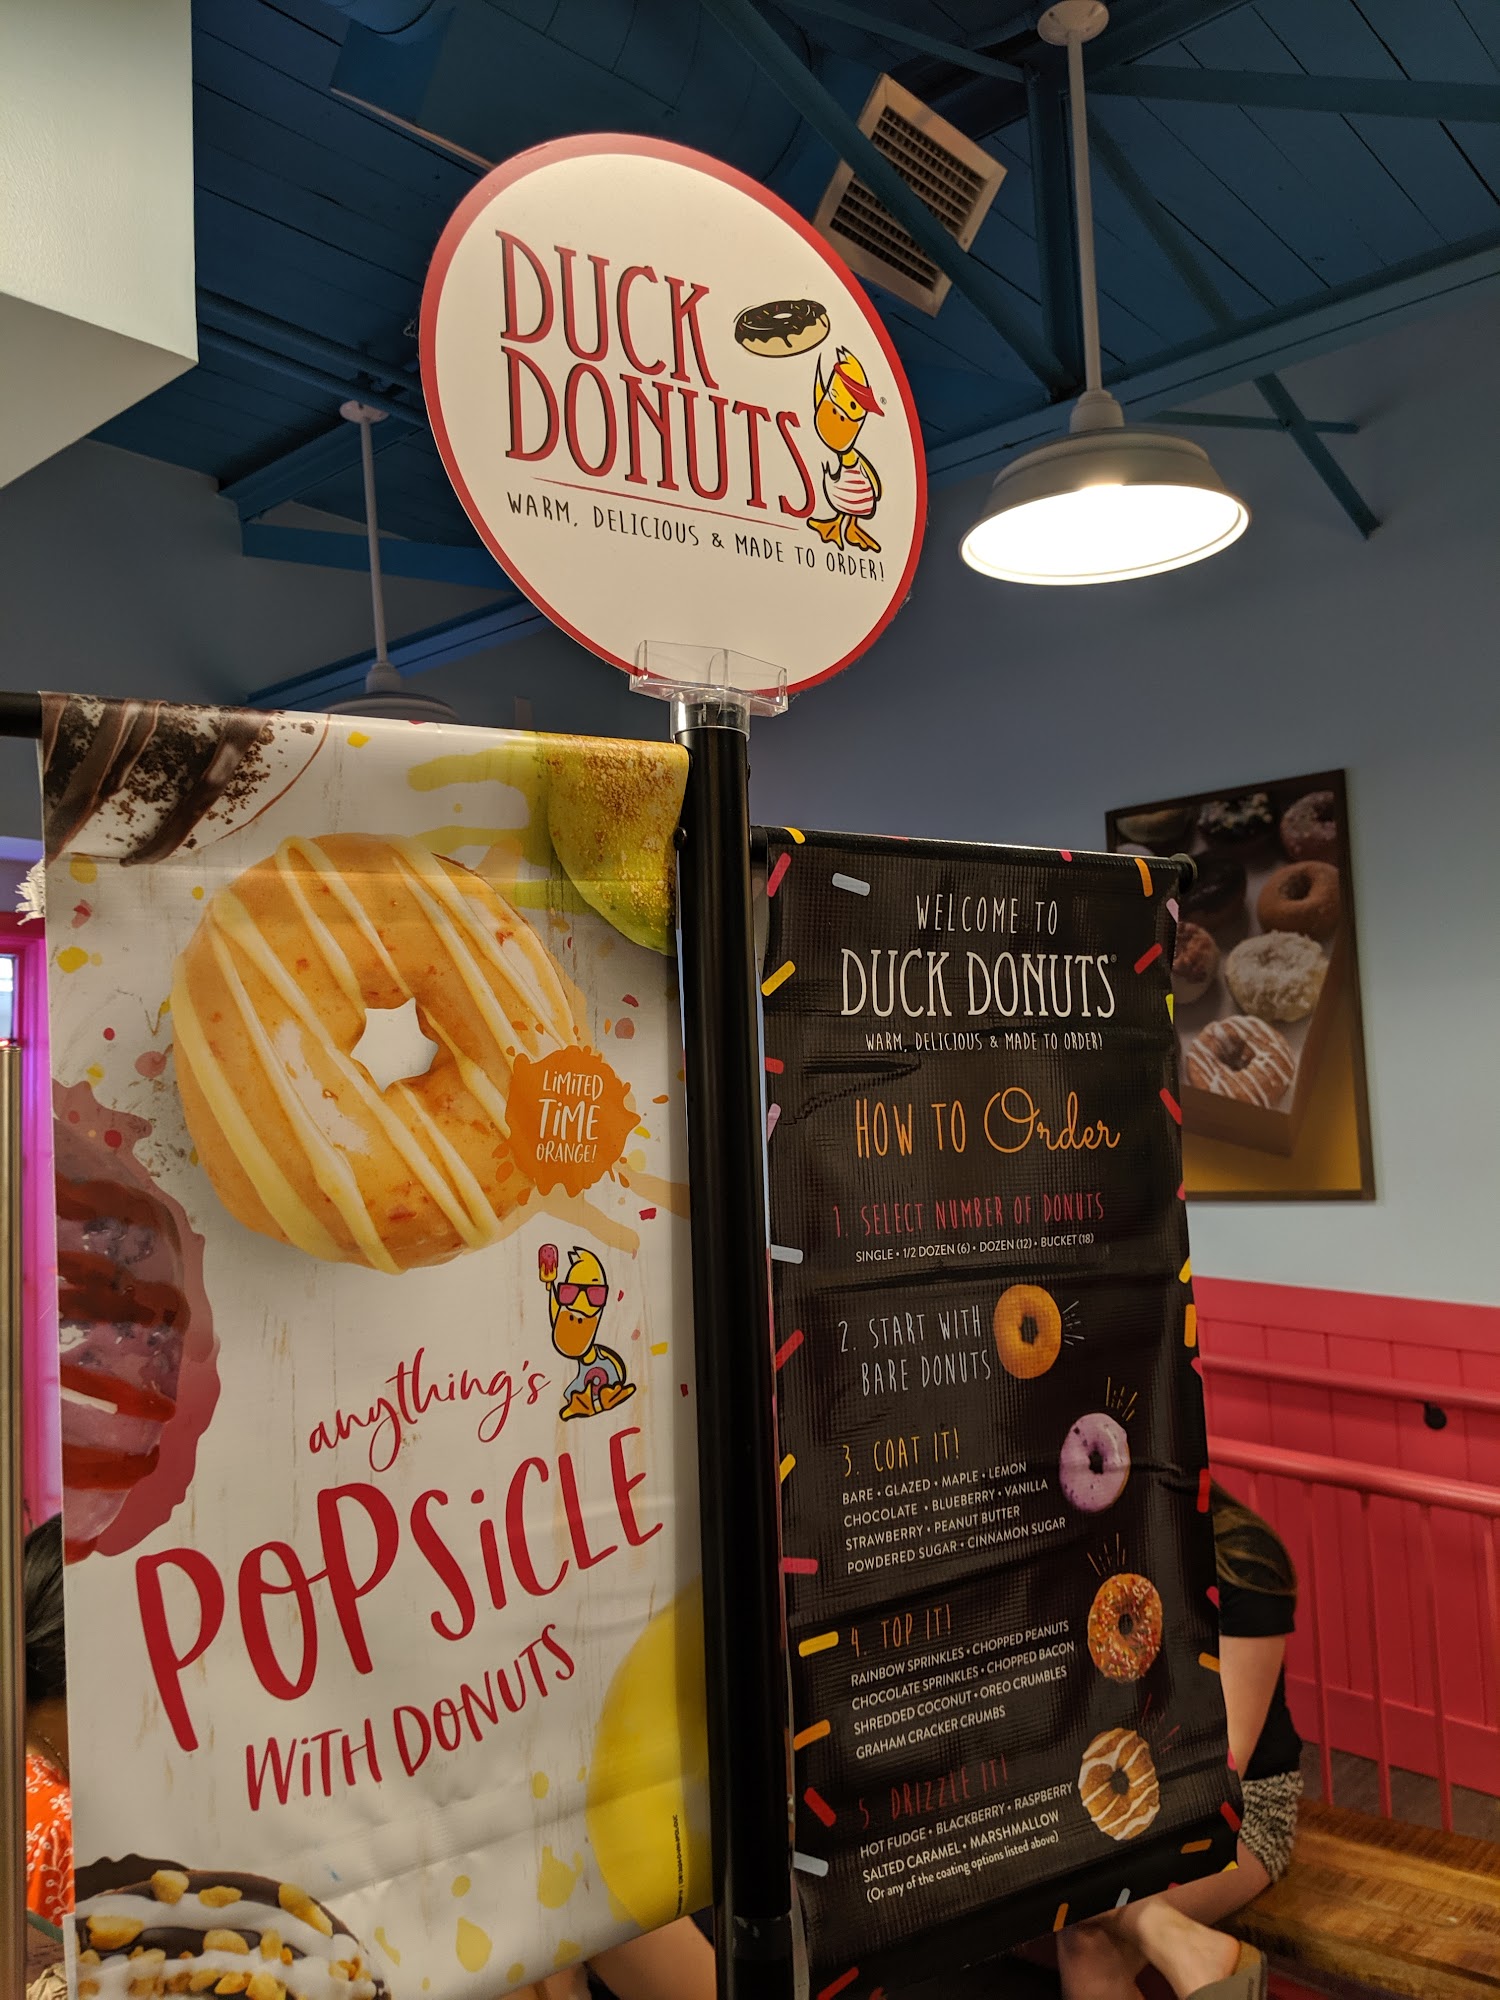 DUCK
DONUTS
®
WARM, DELICIOUS & MADE TO ORDER!
LIMITED
TIME
ORANGE!
anything's
POPSICLE
WITH DONUTS
WELCOME TO
DUCK DONUTS®
WARM, DELICIOUS & MADE TO ORDER!
HOW TO Order
1. SELECT NUMBER OF DONUTS
SINGLE • 1/2 DOZEN (6) • DOZEN (12) • BUCKET (18)
2. START WITH
BARE DONUTS
3. COAT IT!
BARE • GLAZED • MAPLE • LEMON
CHOCOLATE • BLUEBERRY • VANILLA
STRAWBERRY • PEANUT BUTTER
POWDERED SUGAR • CINNAMON SUGAR
4. TOP IT!
RAINBOW SPRINKLES • CHOPPED PEANUTS
CHOCOLATE SPRINKLES • CHOPPED BACON
SHREDDED COCONUT • OREO CRUMBLES
GRAHAM CRACKER CRUMBS
5. DRIZZLE IT!
HOT FUDGE • BLACKBERRY • RASPBERRY
SALTED CARAMEL • MARSHMALLOW
(Or any of the coating options listed above)